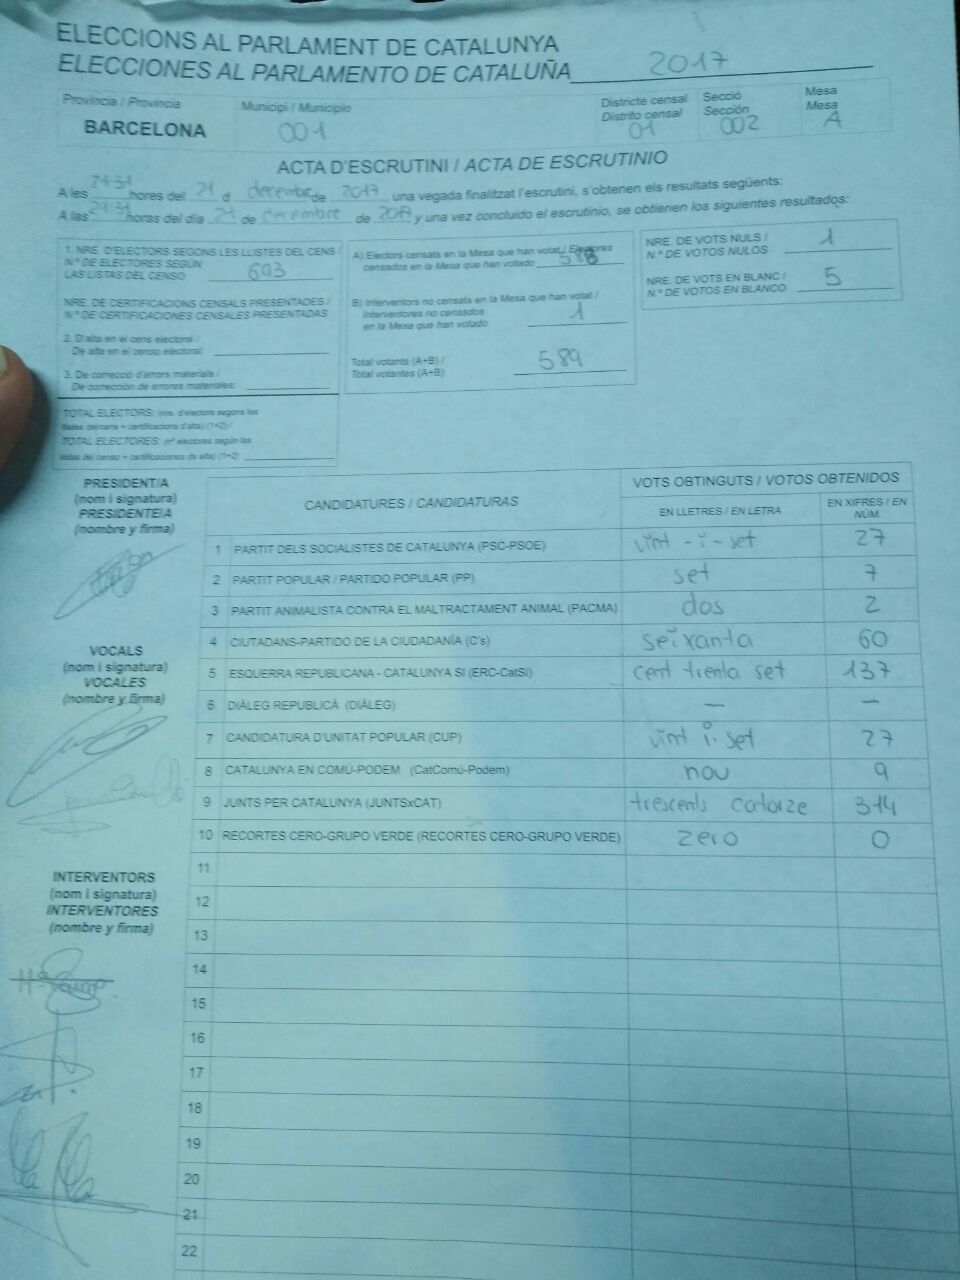 ELECCIONS AL PARLAMENT DE CATALUNYA
ELECCIONES AL PARLAMENTO DE CATALUÑA 2017
Província / Provincia
BARCELONA
Municipi / Municipio
001
Districte censal
Distrito censal
01
Secció
Sección
002
Mesa
Mesa
A
ACTA D'ESCRUTINI / ACTA DE ESCRUTINIO
A les 21:31 hores del 21 d decembre de 2017 una vegada finalitzat l'escrutini, s'obtenen els resultats següents:
A las 21:31 horas del día 21 de decembre de 2017 y una vez concluido el escrutinio, se obtienen los siguientes resultados:
1. NRE. D'ELECTORS SEGONS LES LLISTES DEL CENS /
N.º DE ELECTORES SEGÚN
LAS LISTAS DEL CENSO 693
NRE. DE CERTIFICACIONS CENSALS PRESENTADES /
N.º DE CERTIFICACIONES CENSALES PRESENTADAS
2. D'alta en el cens electoral /
De alta en el censo electoral:
3. De correcció d'errors materials /
De corrección de errores materiales:
TOTAL ELECTORS: (nre. d'electors segons les
llistes del cens + certificacions d'alta) (1+2) /
TOTAL ELECTORES: (nº electores según las
listas del censo + certificaciones de alta) (1+2)
A) Electors censats en la Mesa que han votat / Electores
censados en la Mesa que han votado 588
B) Interventors no censats en la Mesa que han votat /
Interventores no censados
en la Mesa que han votado 1
Total votants (A+B) /
Total votantes (A+B) 589
NRE. DE VOTS NULS /
N.º DE VOTOS NULOS 1
NRE. DE VOTS EN BLANC /
N.º DE VOTOS EN BLANCO 5
PRESIDENT/A
(nom i signatura)
PRESIDENTE/A
(nombre y firma)
VOCALS
(nom i signatura)
VOCALES
(nombre y firma)
INTERVENTORS
(nom i signatura)
INTERVENTORES
(nombre y firma)
CANDIDATURES / CANDIDATURAS
VOTS OBTINGUTS / VOTOS OBTENIDOS
EN LLETRES / EN LETRA
EN XIFRES / EN NÚM.
1 PARTIT DELS SOCIALISTES DE CATALUNYA (PSC-PSOE) vint-i-set 27
2 PARTIT POPULAR / PARTIDO POPULAR (PP) set 7
3 PARTIT ANIMALISTA CONTRA EL MALTRACTAMENT ANIMAL (PACMA) dos 2
4 CIUTADANS-PARTIDO DE LA CIUDADANÍA (C's) seixanta 60
5 ESQUERRA REPUBLICANA - CATALUNYA SÍ (ERC-CatSí) cent trenta set 137
6 DIÀLEG REPUBLICÀ (DIÀLEG) — —
7 CANDIDATURA D'UNITAT POPULAR (CUP) vint i set 27
8 CATALUNYA EN COMÚ-PODEM (CatComú-Podem) nou 9
9 JUNTS PER CATALUNYA (JUNTSxCAT) trescents catorze 314
10 RECORTES CERO-GRUPO VERDE (RECORTES CERO-GRUPO VERDE) zero 0
11
12
13
14
15
16
17
18
19
20
21
22